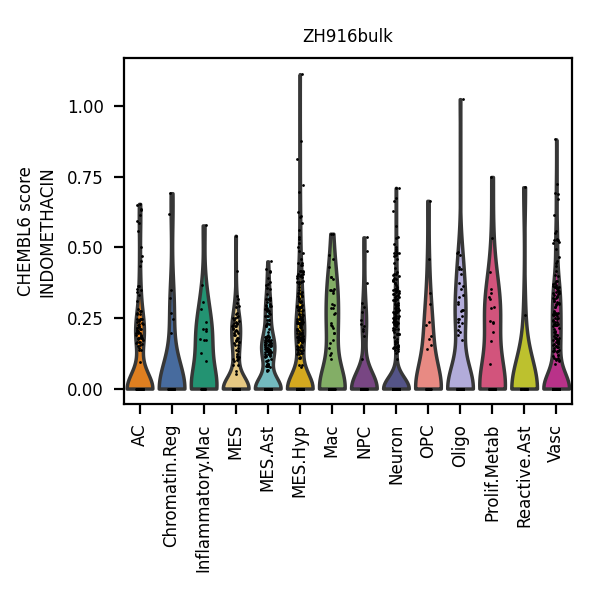 ZH916bulk
CHEMBL6 score
INDOMETHACIN
1.00
0.75
0.50
0.25
0.00
AC
Chromatin.Reg
Inflammatory.Mac
MES
MES.Ast
MES.Hyp
Mac
NPC
Neuron
OPC
Oligo
Prolif.Metab
Reactive.Ast
Vasc